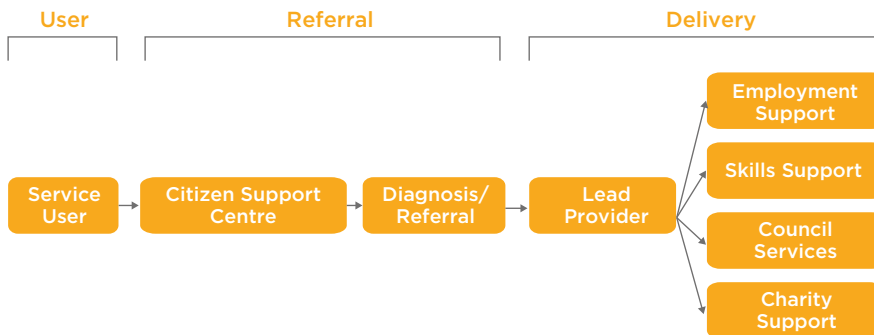 User
Referral
Delivery
Employment
Support
Skills Support
Service
User
Citizen Support
Centre
Diagnosis/
Referral
Lead
Provider
Council
Services
Charity
Support